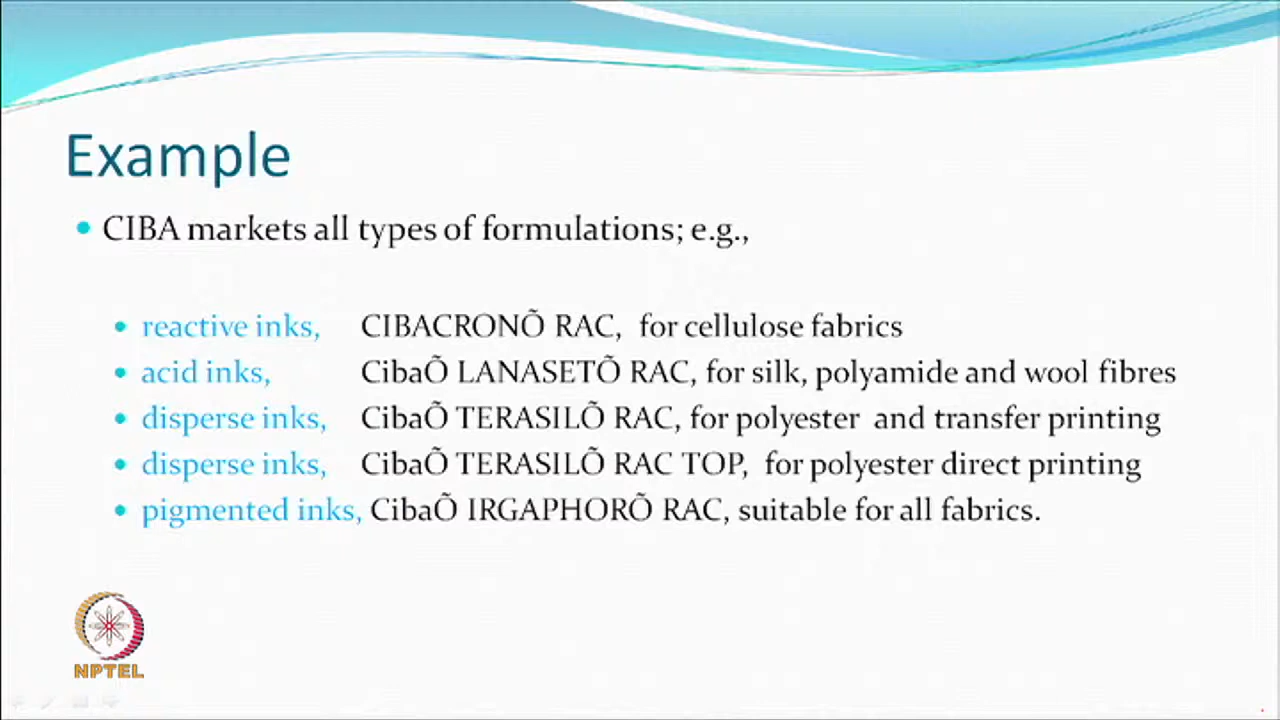 Example
CIBA markets all types of formulations; e.g.,
reactive inks, CIBACRONÕ RAC, for cellulose fabrics
acid inks, CibaÕ LANASETÕ RAC, for silk, polyamide and wool fibres
disperse inks, CibaÕ TERASILÕ RAC, for polyester and transfer printing
disperse inks, CibaÕ TERASILÕ RAC TOP, for polyester direct printing
pigmented inks, CibaÕ IRGAPHORÕ RAC, suitable for all fabrics.
NPTEL